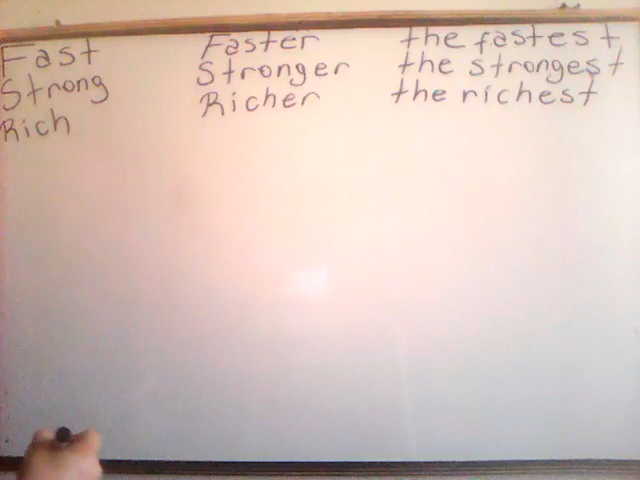 Fast Faster the fastest
Strong Stronger the strongest
Rich Richer the richest